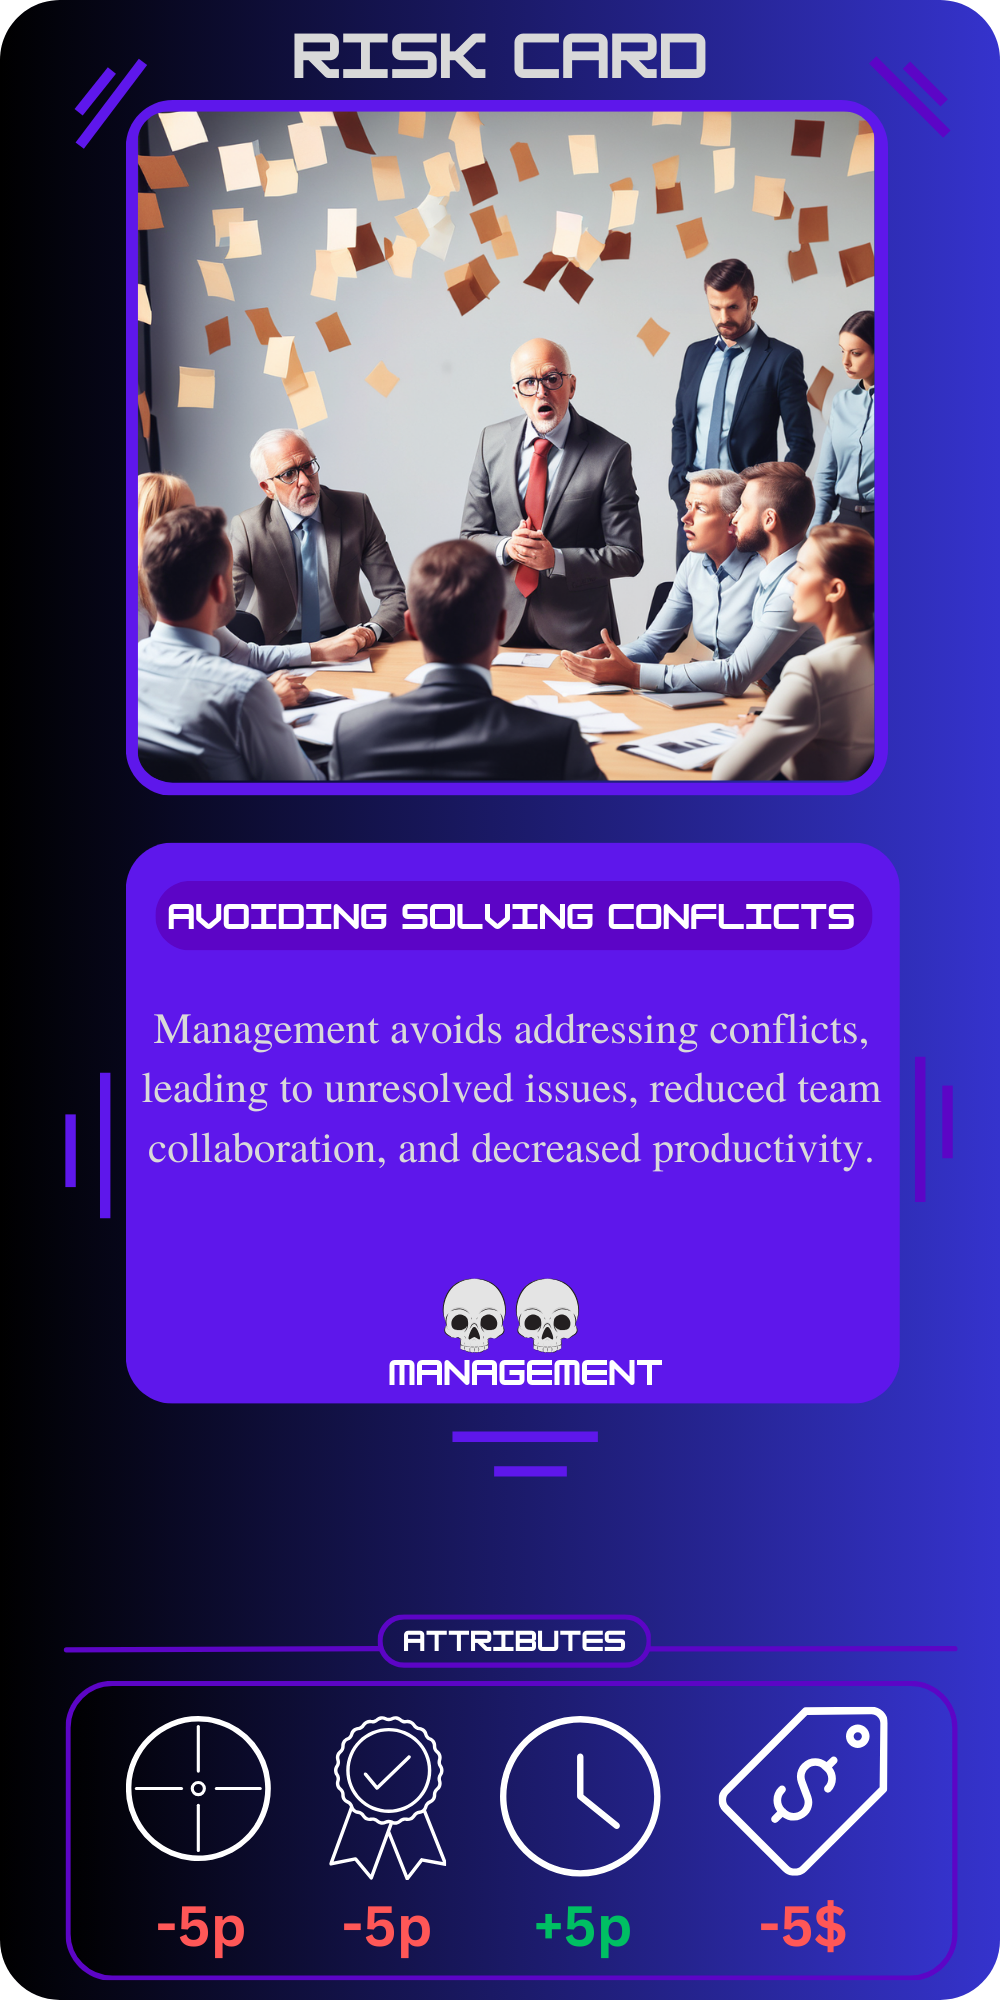 RISK CARD
AVOIDING SOLVING CONFLICTS
Management avoids addressing conflicts,
leading to unresolved issues, reduced team
collaboration, and decreased productivity.
MANAGEMENT
ATTRIBUTES
$
-5p -5p +5p -5$